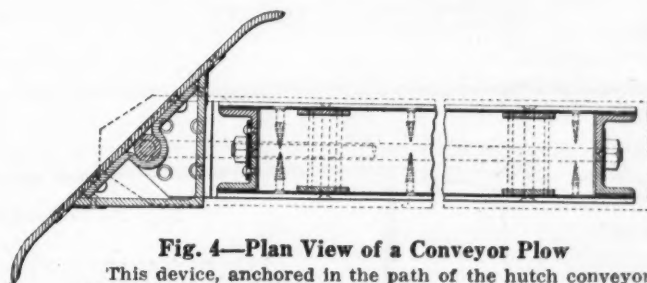 Fig. 4—Plan View of a Conveyor Plow
This device, anchored in the path of the hutch conveyor